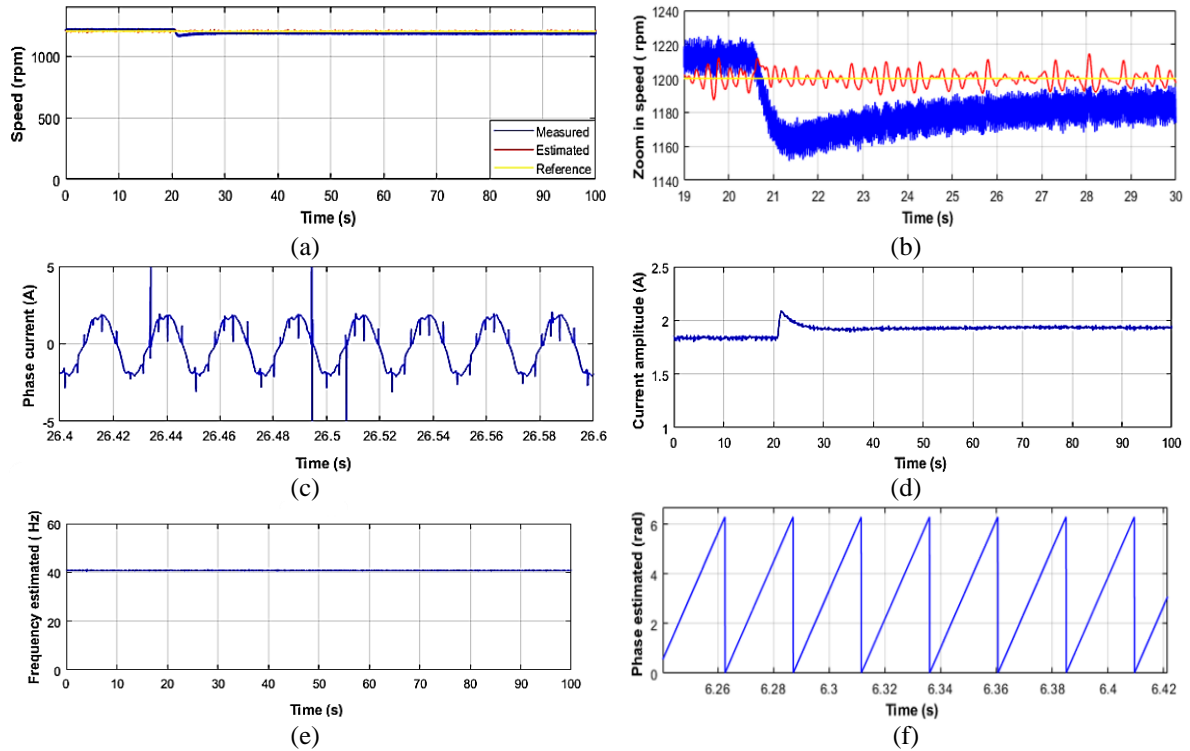 Speed (rpm)
1000
500
0
Measured
Estimated
Reference
0 10 20 30 40 50 60 70 80 90 100
Time (s)
(a)
Zoom in speed ( rpm)
1240
1220
1200
1180
1160
1140
19 20 21 22 23 24 25 26 27 28 29 30
Time (s)
(b)
Phase current (A)
5
0
-5
26.4 26.42 26.44 26.46 26.48 26.5 26.52 26.54 26.56 26.58 26.6
Time (s)
(c)
Current amplitude (A)
2.5
2
1.5
1
0 10 20 30 40 50 60 70 80 90 100
Time (s)
(d)
Frequency estimated ( Hz)
60
40
20
0
0 10 20 30 40 50 60 70 80 90 100
Time (s)
(e)
Phase estimated (rad)
6
4
2
0
6.26 6.28 6.3 6.32 6.34 6.36 6.38 6.4 6.42
Time (s)
(f)